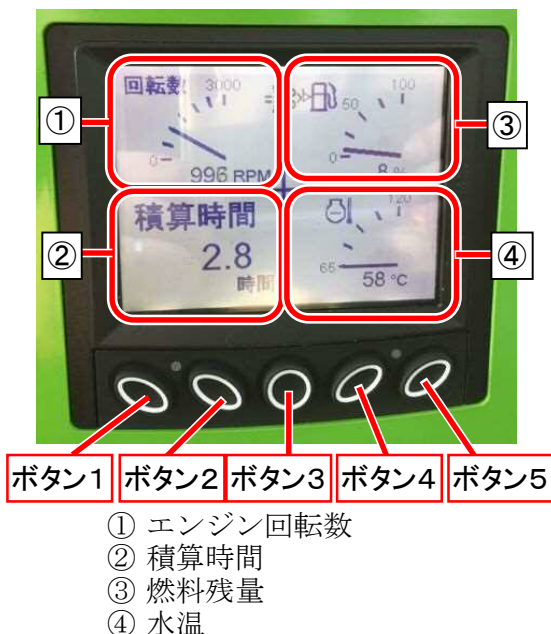 回転数 3000
0
996 RPM
100
50
0
8 %
積算時間
2.8
時間
120
65
58 °C
①
②
③
④
ボタン1 ボタン2 ボタン3 ボタン4 ボタン5
① エンジン回転数
② 積算時間
③ 燃料残量
④ 水温